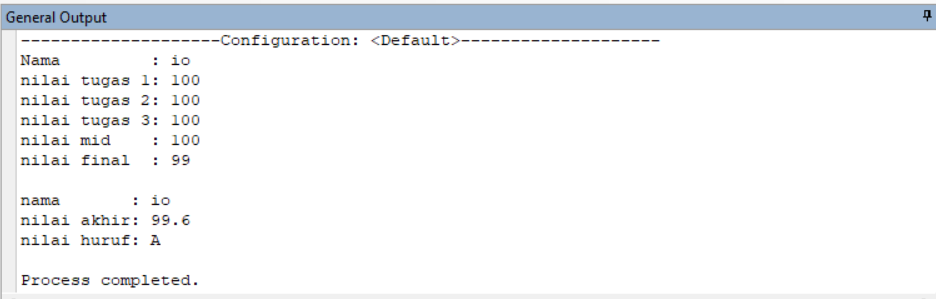 General Output
--------------------Configuration: <Default>--------------------
Nama         : io
nilai tugas 1: 100
nilai tugas 2: 100
nilai tugas 3: 100
nilai mid    : 100
nilai final  : 99
nama       : io
nilai akhir: 99.6
nilai huruf: A
Process completed.